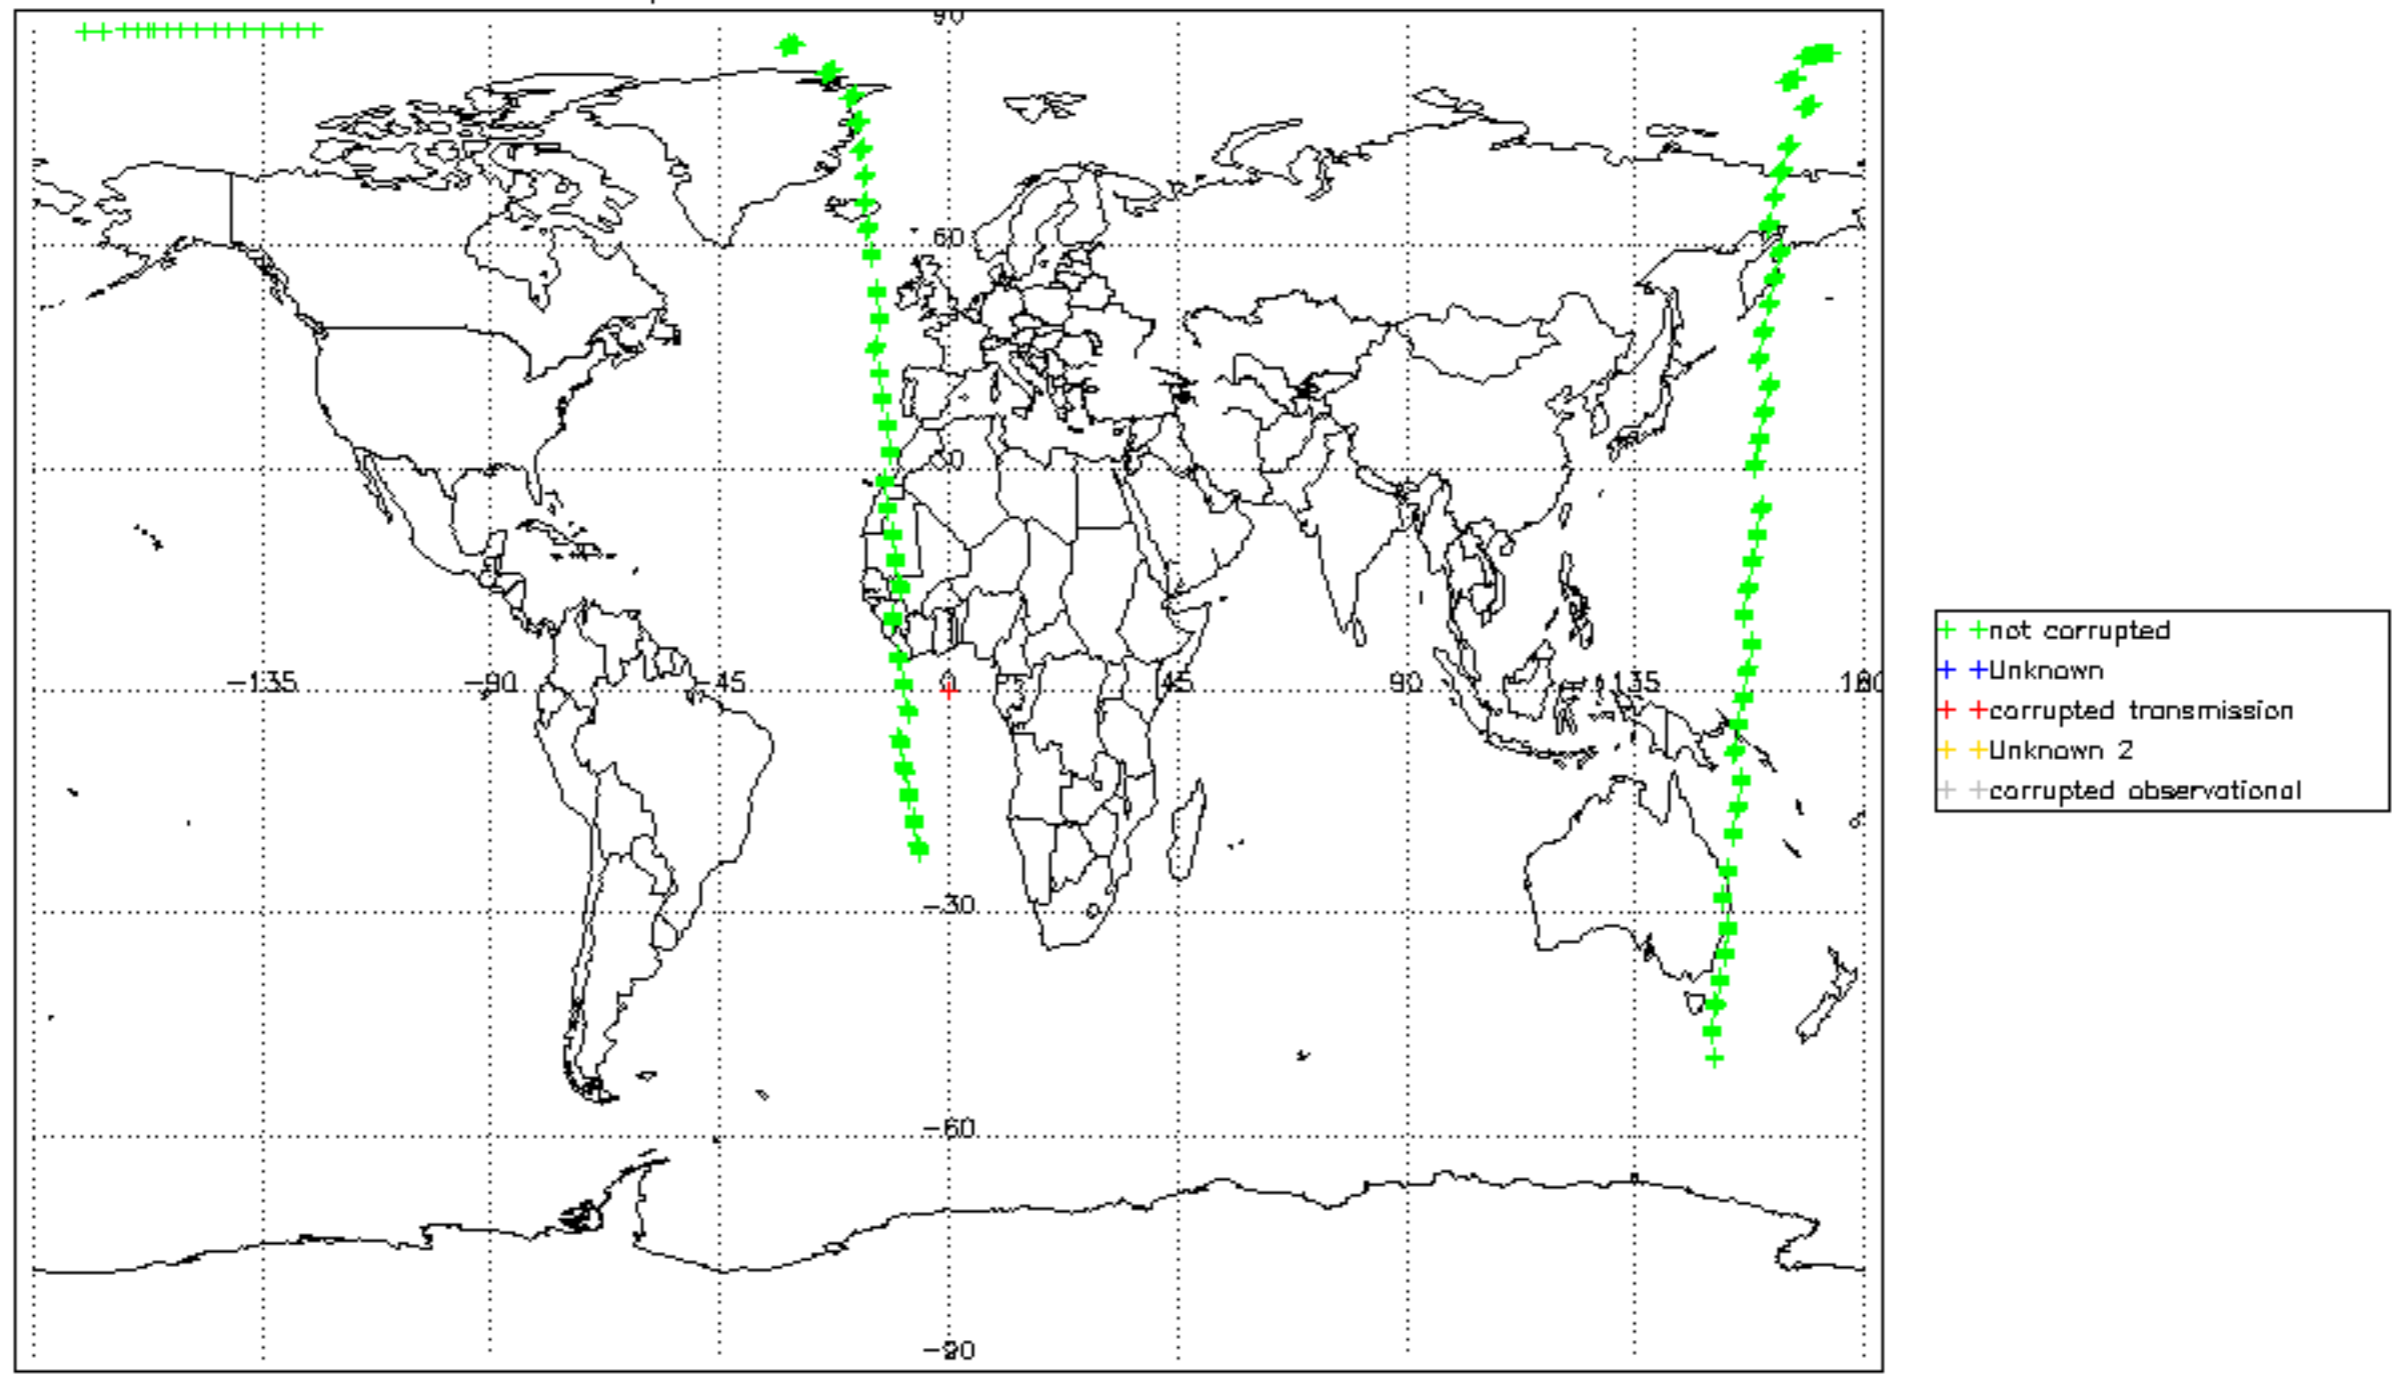 90
60
30
-135 -90 -45 0 45 90 135 180
-30
-60
-90
not corrupted
Unknown
corrupted transmission
Unknown 2
corrupted observational